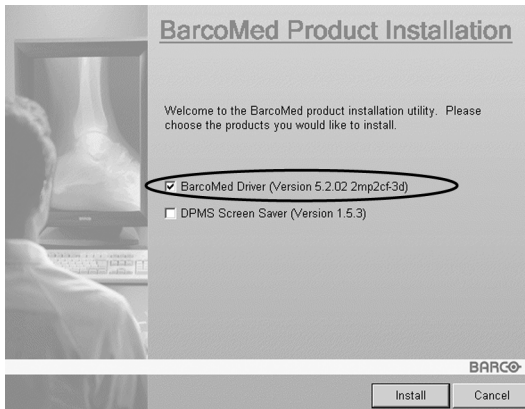 BarcoMed Product Installation
Welcome to the BarcoMed product installation utility. Please
choose the products you would like to install.
BarcoMed Driver (Version 5.2.02 2mp2cf-3d)
DPMS Screen Saver (Version 1.5.3)
BARCO
Install
Cancel